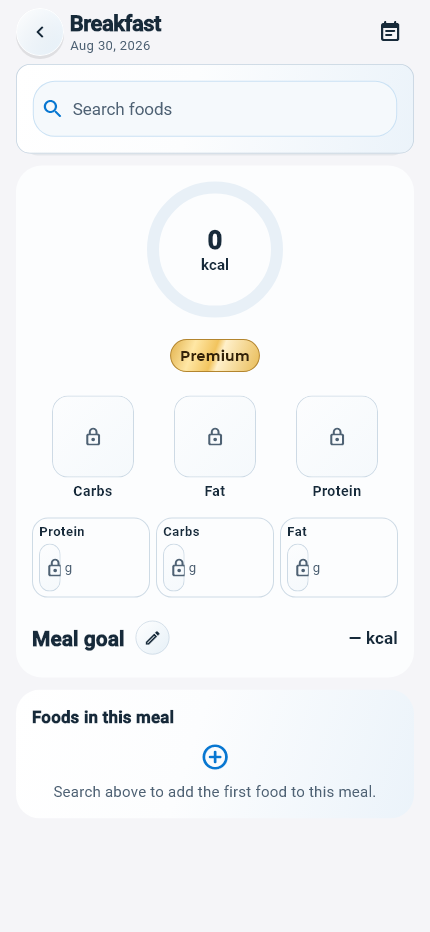 Breakfast
Aug 30, 2026
Search foods
0
kcal
Premium
Carbs
Fat
Protein
Protein
Carbs
Fat
g
g
g
Meal goal
– kcal
Foods in this meal
Search above to add the first food to this meal.